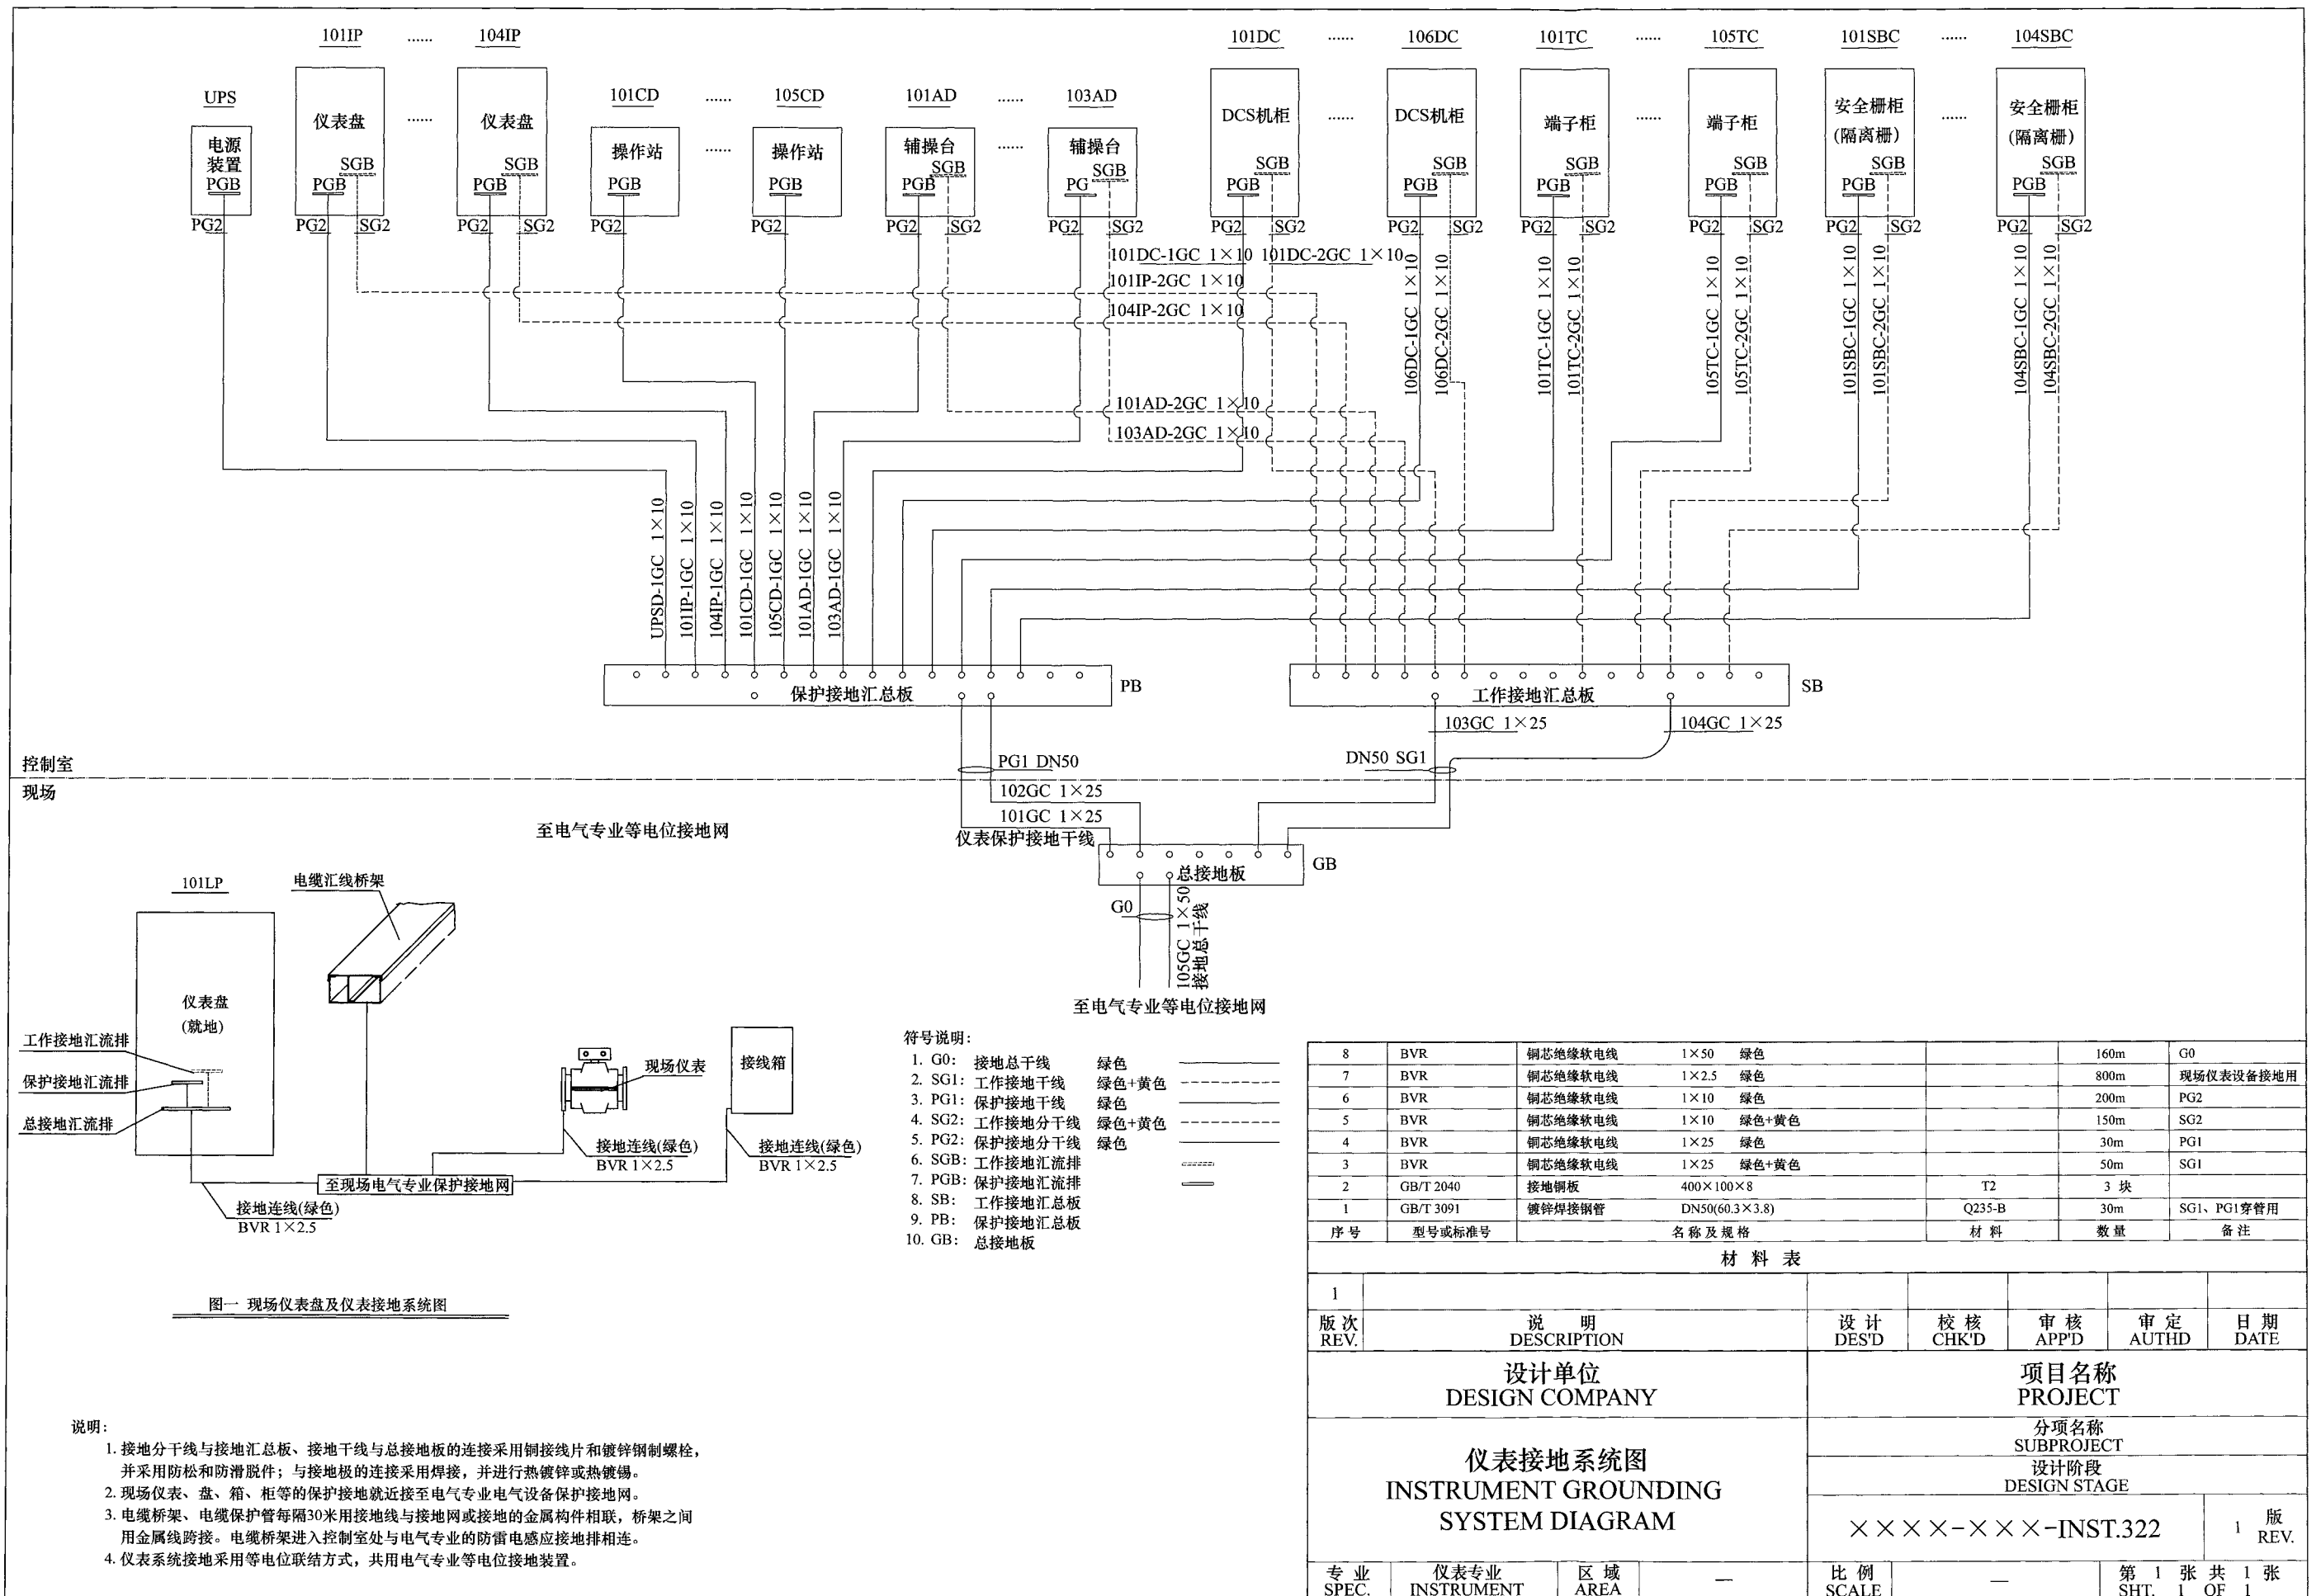 101IP …… 104IP 101DC …… 106DC 101TC …… 105TC 101SBC …… 104SBC
UPS 101CD …… 105CD 101AD …… 103AD
电源
装置
PGB
PG2
仪表盘
SGB
PGB
PG2 SG2
……
仪表盘
SGB
PGB
PG2 SG2
操作站
PGB
PG2
……
操作站
PGB
PG2
辅操台
SGB
PGB
PG2 SG2
……
辅操台
SGB
PG
PG2 SG2
DCS机柜
SGB
PGB
PG2 SG2
……
DCS机柜
SGB
PGB
PG2 SG2
端子柜
SGB
PGB
PG2 SG2
……
端子柜
SGB
PGB
PG2 SG2
安全栅柜
(隔离栅)
SGB
PGB
PG2 SG2
……
安全栅柜
(隔离栅)
SGB
PGB
PG2 SG2
101DC-1GC 1×10 101DC-2GC 1×10
101IP-2GC 1×10
104IP-2GC 1×10
101AD-2GC 1×10
103AD-2GC 1×10
106DC-1GC 1×10
106DC-2GC 1×10
101TC-1GC 1×10
101TC-2GC 1×10
105TC-1GC 1×10
105TC-2GC 1×10
101SBC-1GC 1×10
101SBC-2GC 1×10
104SBC-1GC 1×10
104SBC-2GC 1×10
UPSD-1GC 1×10
101IP-1GC 1×10
104IP-1GC 1×10
101CD-1GC 1×10
105CD-1GC 1×10
101AD-1GC 1×10
103AD-1GC 1×10
保护接地汇总板 PB
工作接地汇总板 SB
103GC 1×25 104GC 1×25
PG1 DN50
DN50 SG1
控制室
现场
102GC 1×25
101GC 1×25
仪表保护接地干线
至电气专业等电位接地网
总接地板 GB
G0
105GC 1×50
接地总干线
至电气专业等电位接地网
101LP
电缆汇线桥架
仪表盘
(就地)
工作接地汇流排
保护接地汇流排
总接地汇流排
现场仪表
接线箱
接地连线(绿色)
BVR 1×2.5
接地连线(绿色)
BVR 1×2.5
至现场电气专业保护接地网
接地连线(绿色)
BVR 1×2.5
图一 现场仪表盘及仪表接地系统图
符号说明:
1. G0: 接地总干线 绿色
2. SG1: 工作接地干线 绿色+黄色
3. PG1: 保护接地干线 绿色
4. SG2: 工作接地分干线 绿色+黄色
5. PG2: 保护接地分干线 绿色
6. SGB: 工作接地汇流排
7. PGB: 保护接地汇流排
8. SB: 工作接地汇总板
9. PB: 保护接地汇总板
10. GB: 总接地板
8 BVR 铜芯绝缘软电线 1×50 绿色 160m G0
7 BVR 铜芯绝缘软电线 1×2.5 绿色 800m 现场仪表设备接地用
6 BVR 铜芯绝缘软电线 1×10 绿色 200m PG2
5 BVR 铜芯绝缘软电线 1×10 绿色+黄色 150m SG2
4 BVR 铜芯绝缘软电线 1×25 绿色 30m PG1
3 BVR 铜芯绝缘软电线 1×25 绿色+黄色 50m SG1
2 GB/T 2040 接地铜板 400×100×8 T2 3 块
1 GB/T 3091 镀锌焊接钢管 DN50(60.3×3.8) Q235-B 30m SG1、PG1穿管用
序号 型号或标准号 名称及规格 材料 数量 备注
材料表
1
版次 说明 设计 校核 审核 审定 日期
REV. DESCRIPTION DES'D CHK'D APP'D AUTHD DATE
设计单位
DESIGN COMPANY
项目名称
PROJECT
分项名称
SUBPROJECT
设计阶段
DESIGN STAGE
仪表接地系统图
INSTRUMENT GROUNDING
SYSTEM DIAGRAM
××××-×××-INST.322
1 版
REV.
专业 仪表专业 区域 — 比例 — 第 1 张 共 1 张
SPEC. INSTRUMENT AREA SCALE SHT. 1 OF 1
说明:
1. 接地分干线与接地汇总板、接地干线与总接地板的连接采用铜接线片和镀锌钢制螺栓,
并采用防松和防滑脱件; 与接地极的连接采用焊接, 并进行热镀锌或热镀锡。
2. 现场仪表、盘、箱、柜等的保护接地就近接至电气专业电气设备保护接地网。
3. 电缆桥架、电缆保护管每隔30米用接地线与接地网或接地的金属构件相联, 桥架之间
用金属线跨接。电缆桥架进入控制室处与电气专业的防雷电感应接地排相连。
4. 仪表系统接地采用等电位联结方式, 共用电气专业等电位接地装置。